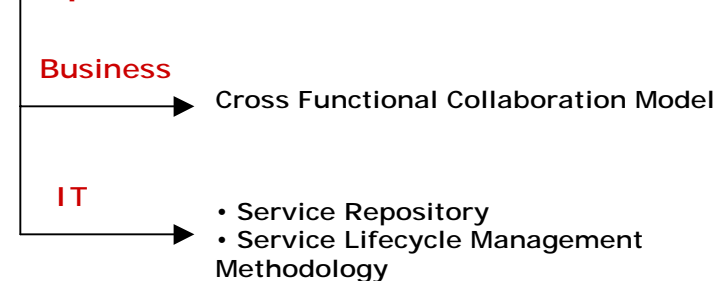 Business
Cross Functional Collaboration Model
IT
• Service Repository
• Service Lifecycle Management
Methodology